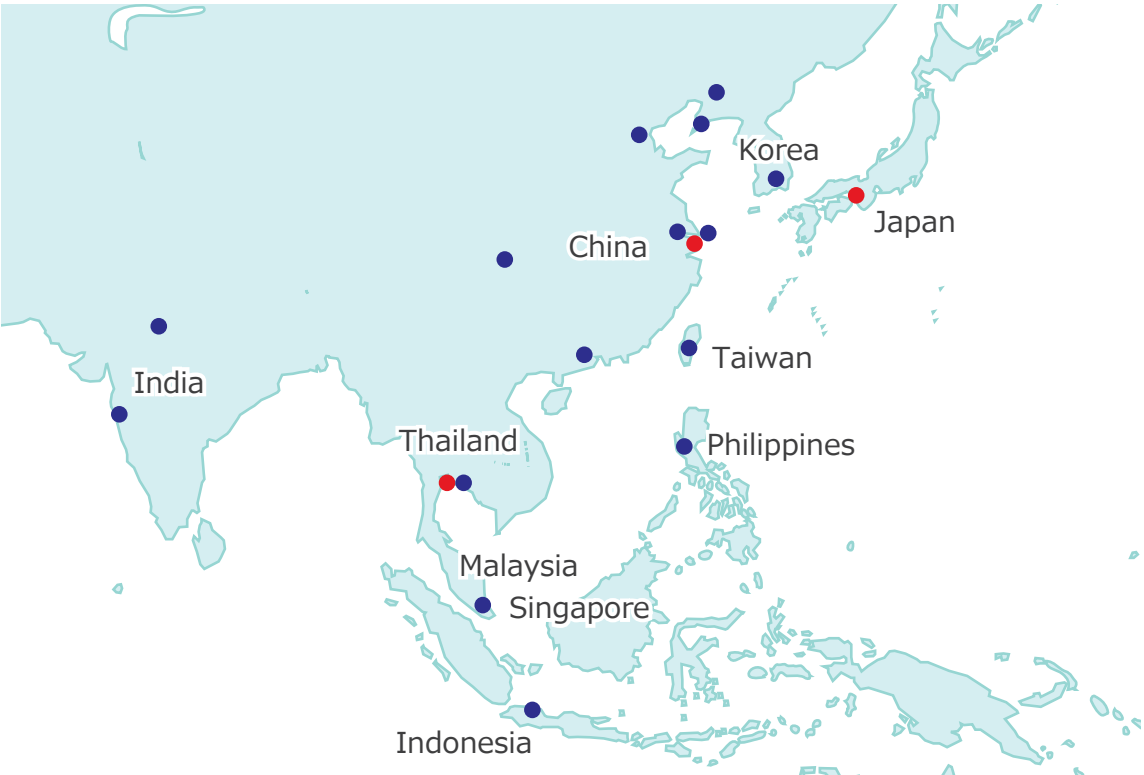 Korea
Japan
China
Taiwan
India
Thailand
Philippines
Malaysia
Singapore
Indonesia